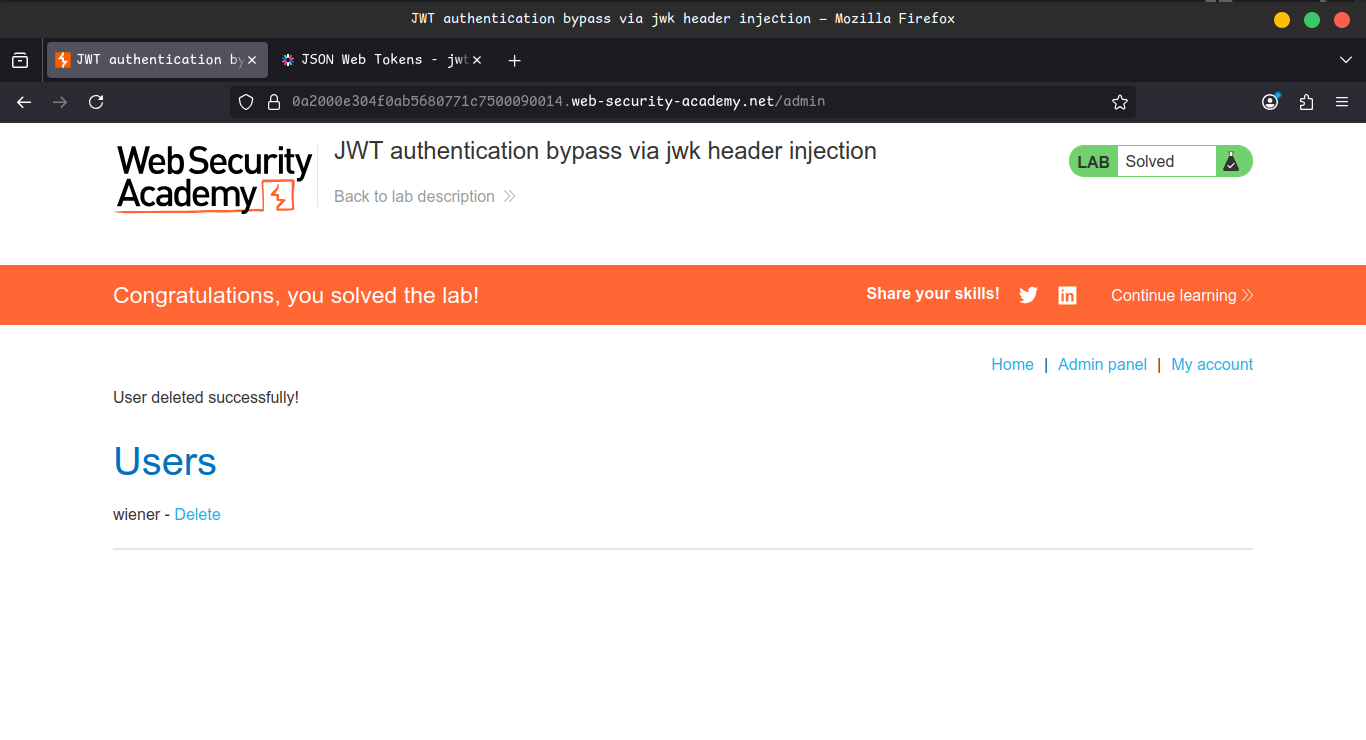 JWT authentication bypass via jwk header injection — Mozilla Firefox
JWT authentication by
JSON Web Tokens - jwt
0a2000e304f0ab5680771c7500090014.web-security-academy.net/admin
Web Security
Academy
JWT authentication bypass via jwk header injection
Back to lab description
LAB Solved
Congratulations, you solved the lab!
Share your skills!
Continue learning
Home | Admin panel | My account
User deleted successfully!
Users
wiener - Delete